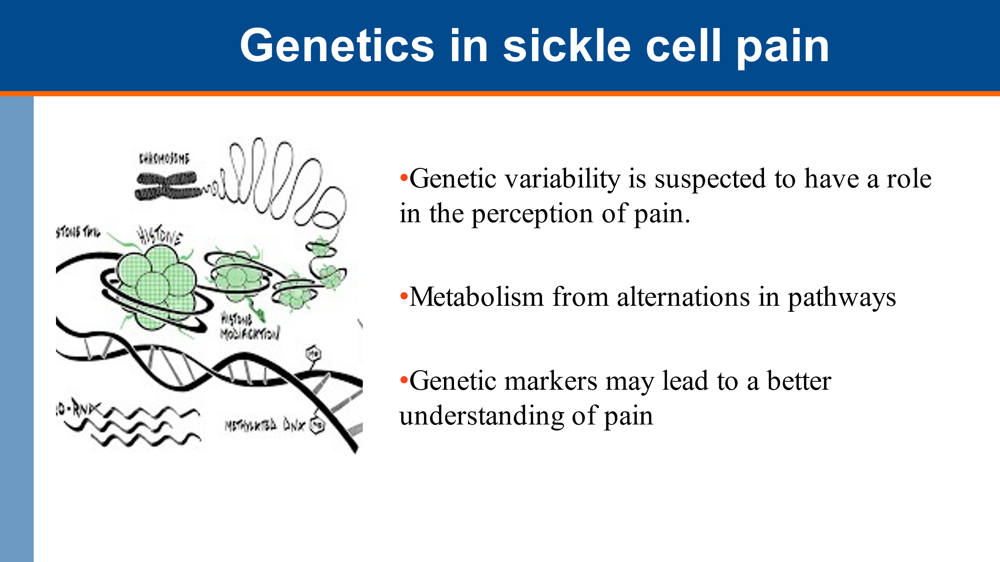 Genetics in sickle cell pain
CHROMOSOME
HISTONE
HISTONE
MODIFICATION
METHYLATED DNA
•Genetic variability is suspected to have a role
in the perception of pain.
•Metabolism from alternations in pathways
•Genetic markers may lead to a better
understanding of pain